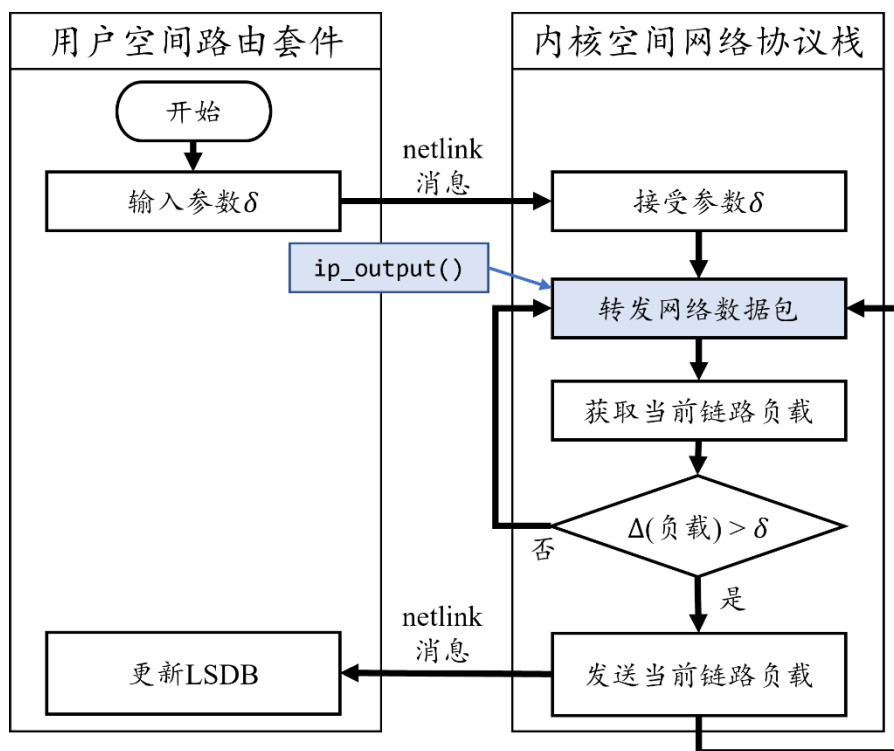 用户空间路由套件
内核空间网络协议栈
开始
netlink
消息
输入参数δ
接受参数δ
ip_output()
转发网络数据包
获取当前链路负载
Δ(负载) > δ
否
是
netlink
消息
更新LSDB
发送当前链路负载